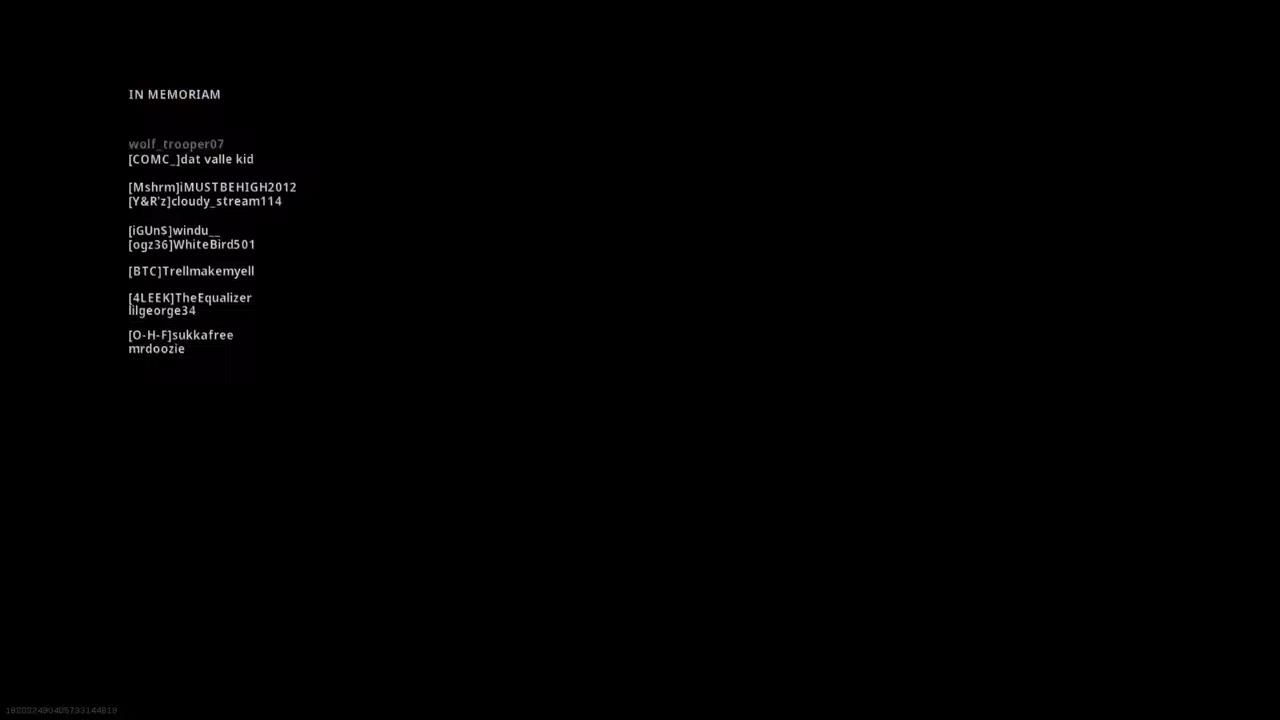 IN MEMORIAM
wolf_trooper07
[COMC_]dat valle kid
[Mshrm]iMUSTBEHIGH2012
[Y&R'z]cloudy_stream114
[iGUn$]windu__
[ogz36]WhiteBird501
[BTC]Trellmakemyell
[4LEEK]TheEqualizer
lilgeorge34
[O-H-F]sukkafree
mrdoozie